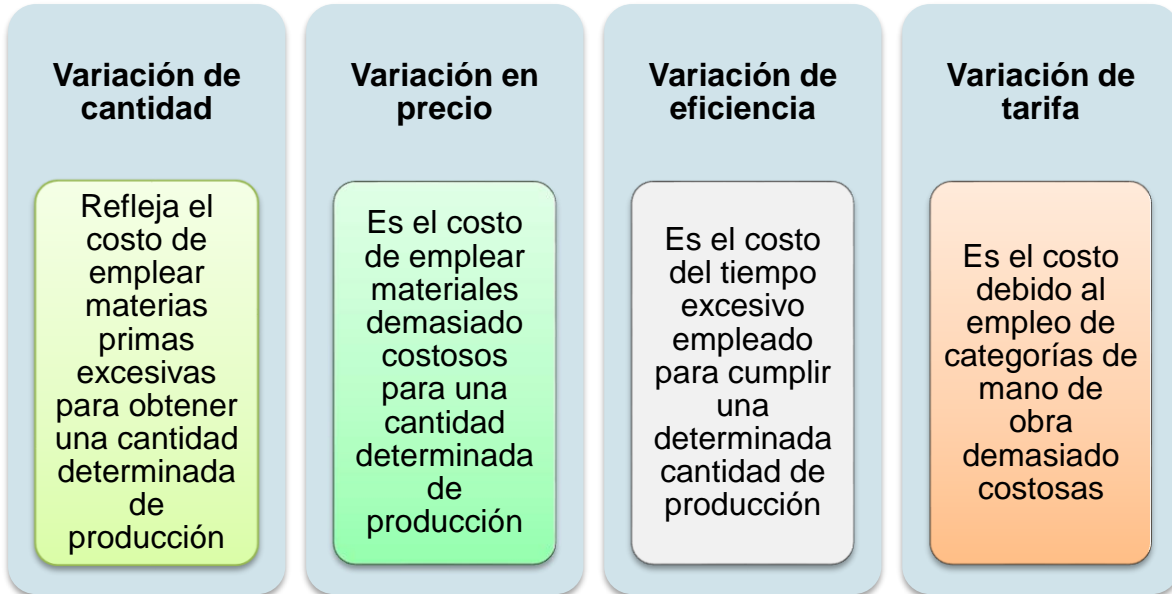 Variación de
cantidad
Refleja el
costo de
emplear
materias
primas
excesivas
para obtener
una cantidad
determinada
de
producción
Variación en
precio
Es el costo
de emplear
materiales
demasiado
costosos
para una
cantidad
determinada
de
producción
Variación de
eficiencia
Es el costo
del tiempo
excesivo
empleado
para cumplir
una
determinada
cantidad de
producción
Variación de
tarifa
Es el costo
debido al
empleo de
categorías de
mano de
obra
demasiado
costosas